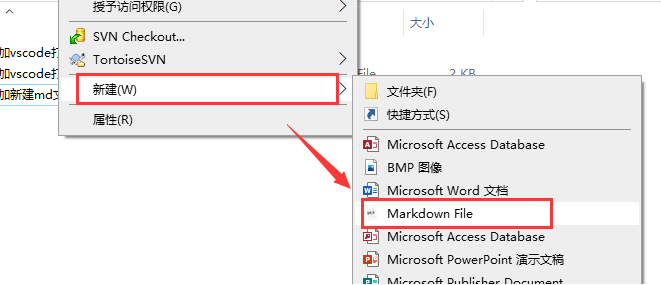 授予访问权限(G)
大小
SVN Checkout...
加vscode打
TortoiseSVN
加vscode打
File
2 KB
新建(W)
加新建md文
文件夹(F)
属性(R)
快捷方式(S)
Microsoft Access Database
BMP 图像
Microsoft Word 文档
Markdown File
Microsoft Access Database
Microsoft PowerPoint 演示文稿
Microsoft Publisher Document